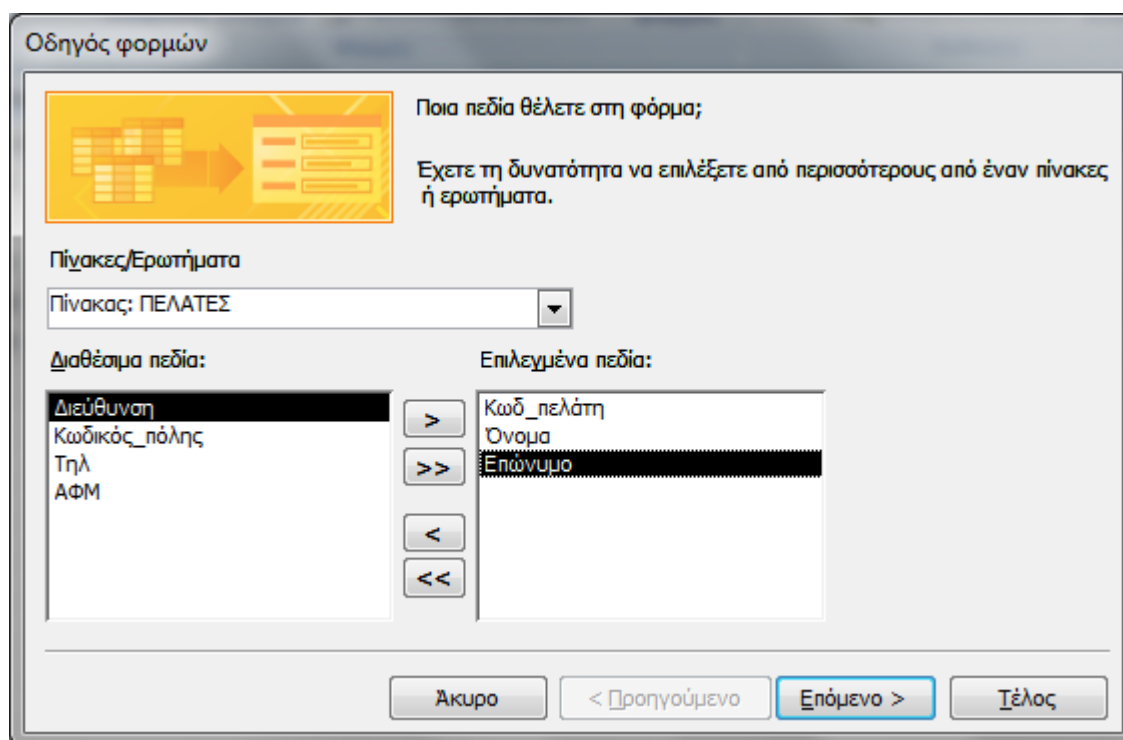 Οδηγός φορμών
Ποια πεδία θέλετε στη φόρμα;
Έχετε τη δυνατότητα να επιλέξετε από περισσότερους από έναν πίνακες
ή ερωτήματα.
Πίνακες/Ερωτήματα
Πίνακας: ΠΕΛΑΤΕΣ
Διαθέσιμα πεδία:
Επιλεγμένα πεδία:
Διεύθυνση
Κωδικός_πόλης
Τηλ
ΑΦΜ
>
>>
<
<<
Κωδ_πελάτη
Όνομα
Επώνυμο
Άκυρο
< Προηγούμενο
Επόμενο >
Τέλος